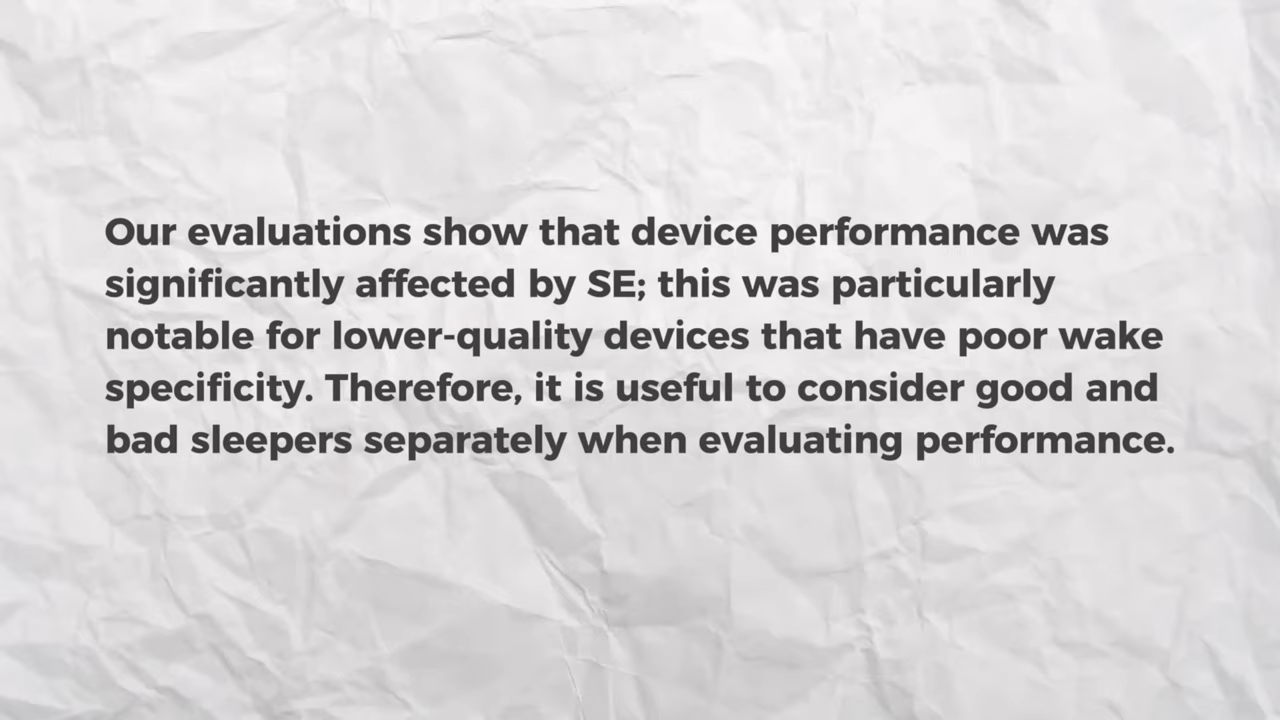 Our evaluations show that device performance was
significantly affected by SE; this was particularly
notable for lower-quality devices that have poor wake
specificity. Therefore, it is useful to consider good and
bad sleepers separately when evaluating performance.